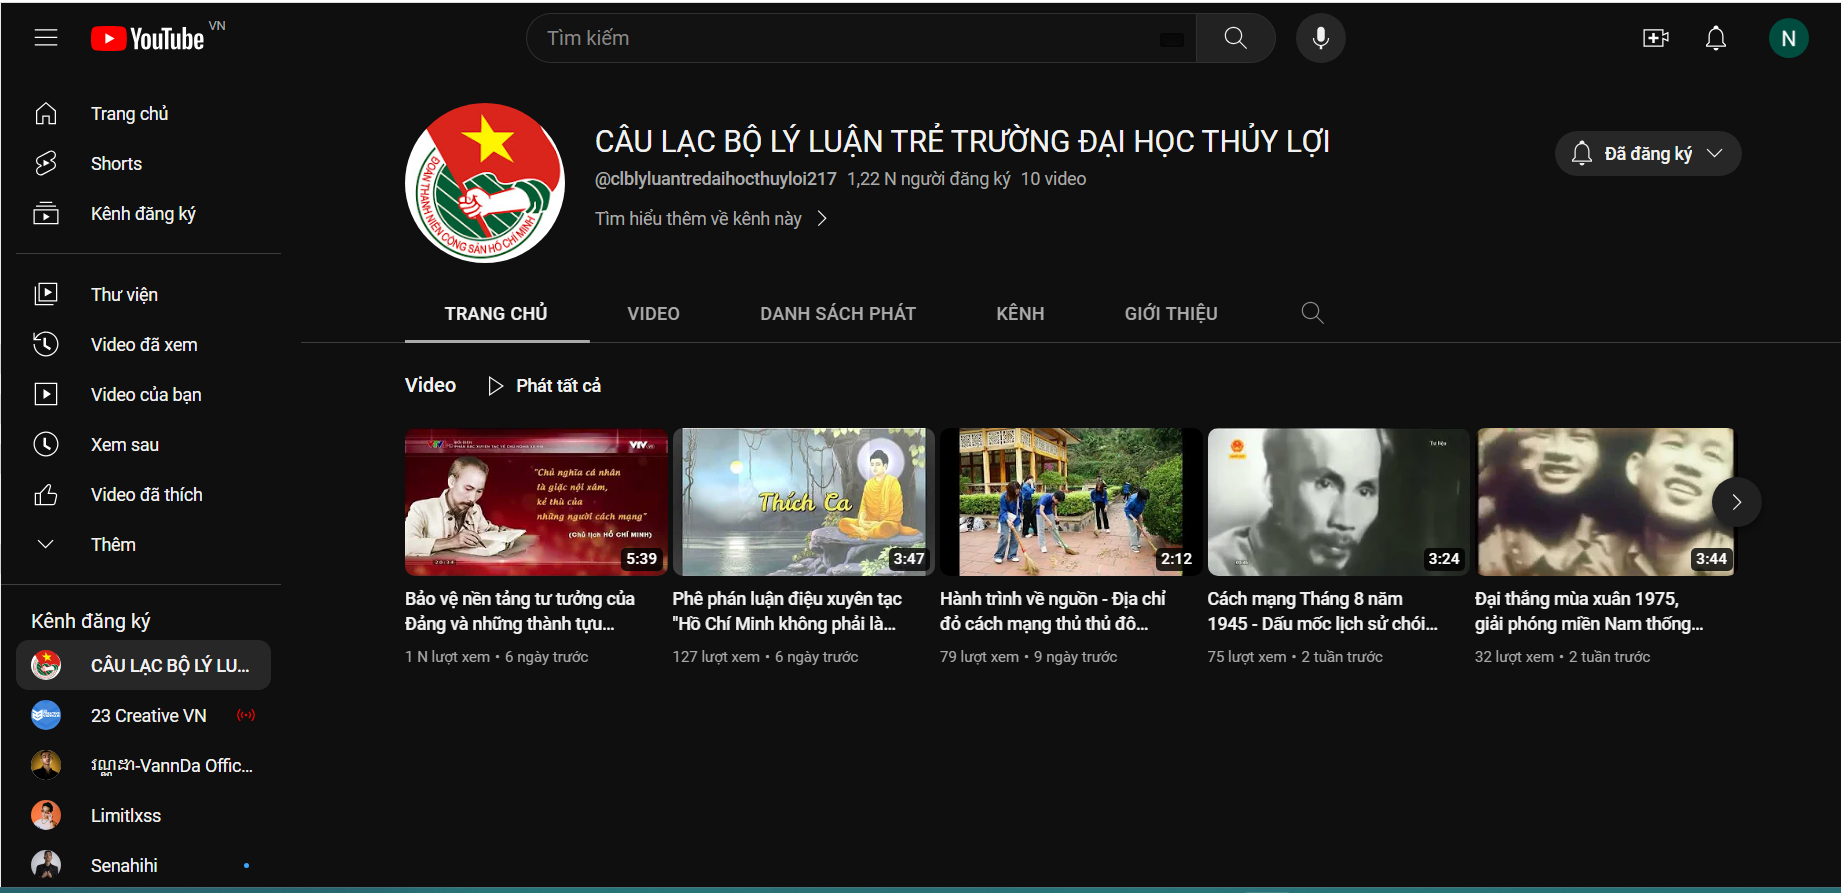 YouTube VN
Tìm kiếm
N
Trang chủ
Shorts
Kênh đăng ký
Thư viện
Video đã xem
Video của bạn
Xem sau
Video đã thích
Thêm
Kênh đăng ký
CÂU LẠC BỘ LÝ LU...
23 Creative VN
វណ្ណដា-VannDa Offic...
Limitlxss
Senahihi
ĐOÀN THANH NIÊN CỘNG SẢN HỒ CHÍ MINH
CÂU LẠC BỘ LÝ LUẬN TRẺ TRƯỜNG ĐẠI HỌC THỦY LỢI
@clblyluantredaihocthuyloi217 1,22 N người đăng ký 10 video
Tìm hiểu thêm về kênh này
Đã đăng ký
TRANG CHỦ VIDEO DANH SÁCH PHÁT KÊNH GIỚI THIỆU
Video Phát tất cả
VTV
"Chủ nghĩa cá nhân
là giặc nội xâm,
kẻ thù của
những người cách mạng"
(Chủ tịch HỒ CHÍ MINH)
20:34
5:39
Bảo vệ nền tảng tư tưởng của
Đảng và những thành tựu...
1 N lượt xem • 6 ngày trước
Thích Ca
3:47
Phê phán luận điệu xuyên tạc
"Hồ Chí Minh không phải là...
127 lượt xem • 6 ngày trước
2:12
Hành trình về nguồn - Địa chỉ
đỏ cách mạng thủ thủ đô...
79 lượt xem • 9 ngày trước
Tư liệu
3:24
Cách mạng Tháng 8 năm
1945 - Dấu mốc lịch sử chói...
75 lượt xem • 2 tuần trước
3:44
Đại thắng mùa xuân 1975,
giải phóng miền Nam thống...
32 lượt xem • 2 tuần trước